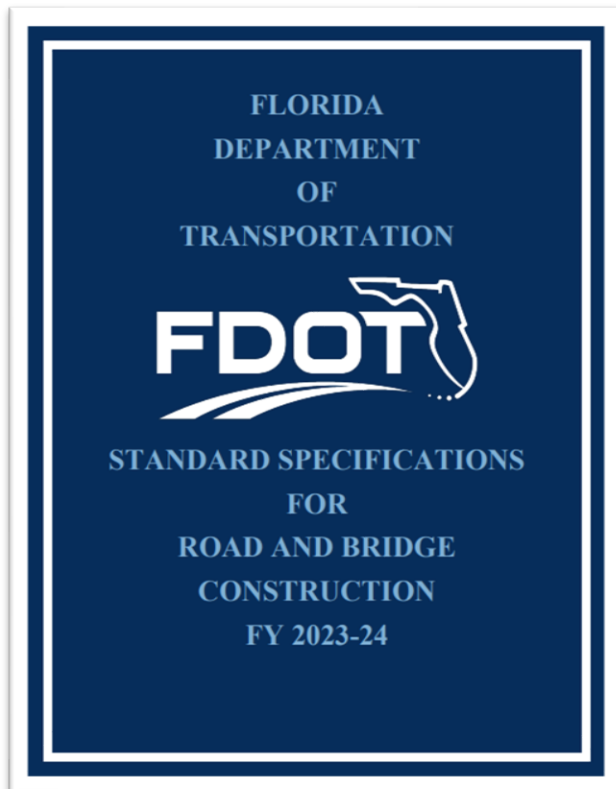 FLORIDA
DEPARTMENT
OF
TRANSPORTATION
FDOT
STANDARD SPECIFICATIONS
FOR
ROAD AND BRIDGE
CONSTRUCTION
FY 2023-24